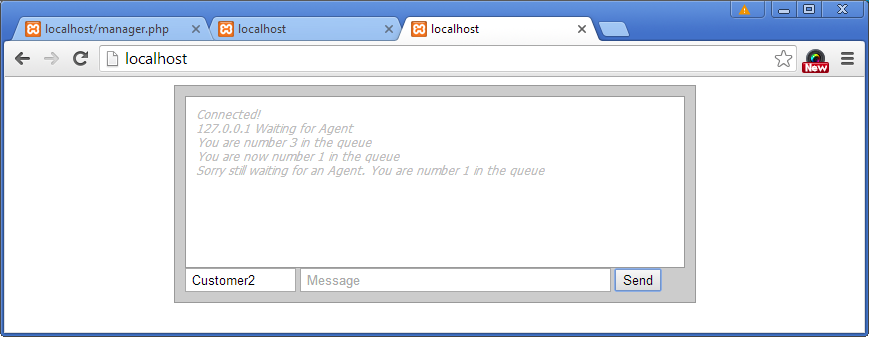 localhost/manager.php
localhost
localhost
localhost
New
Connected!
127.0.0.1 Waiting for Agent
You are number 3 in the queue
You are now number 1 in the queue
Sorry still waiting for an Agent. You are number 1 in the queue
Customer2
Message
Send